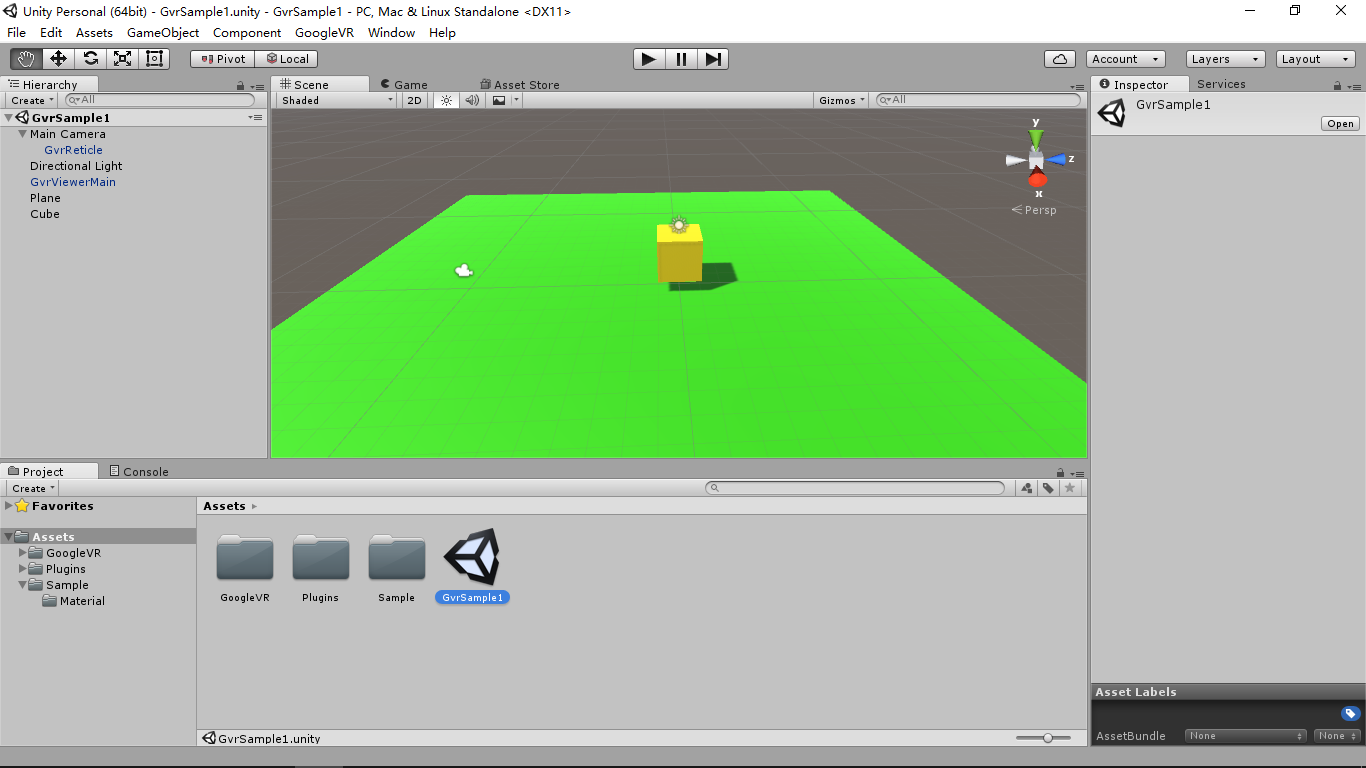 Unity Personal (64bit) - GvrSample1.unity - GvrSample1 - PC, Mac & Linux Standalone <DX11>
File Edit Assets GameObject Component GoogleVR Window Help
Pivot Local Account Layers Layout
Hierarchy
Create All
GvrSample1
Main Camera
GvrReticle
Directional Light
GvrViewerMain
Plane
Cube
Scene Game Asset Store
Shaded 2D Gizmos All
y
z
x
Persp
Inspector Services
GvrSample1
Open
Project Console
Create
Favorites
Assets
GoogleVR
Plugins
Sample
Material
Assets
GoogleVR Plugins Sample GvrSample1
GvrSample1.unity
Asset Labels
AssetBundle None None